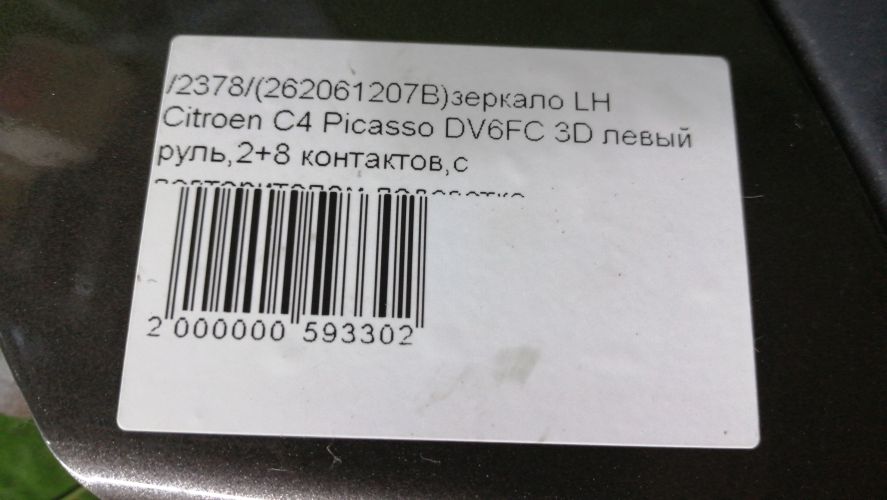 /2378/(262061207B)зеркало LH
Citroen C4 Picasso DV6FC 3D левый
руль,2+8 контактов,с
2 000000 593302